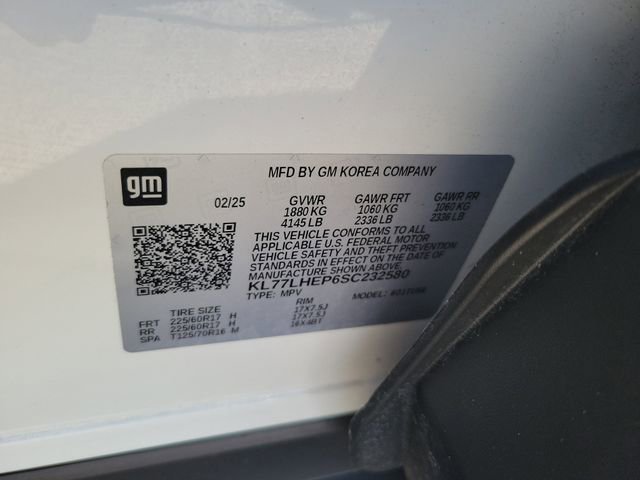 gm
MFD BY GM KOREA COMPANY
02/25
GVWR GAWR FRT GAWR RR
1880 KG 1060 KG 1060 KG
4145 LB 2336 LB 2336 LB
THIS VEHICLE CONFORMS TO ALL
APPLICABLE U.S. FEDERAL MOTOR
VEHICLE SAFETY AND THEFT PREVENTION
STANDARDS IN EFFECT ON THE DATE OF
MANUFACTURE SHOWN ABOVE.
KL77LHEP6SC232580
TYPE: MPV MODEL:
TIRE SIZE RIM
FRT 225/60R17 H 17X7.5J
RR 225/60R17 H 17X7.5J
SPA T125/70R16 M 16X4BT